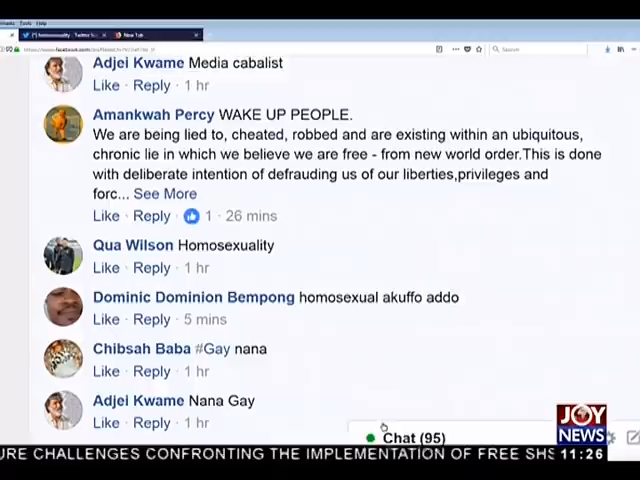 Tools Help
New Tab
Search
Adjei Kwame Media cabalist
Like · Reply · 1 hr
Amankwah Percy WAKE UP PEOPLE.
We are being lied to, cheated, robbed and are existing within an ubiquitous,
chronic lie in which we believe we are free - from new world order.This is done
with deliberate intention of defrauding us of our liberties,privileges and
forc... See More
Like · Reply · 1 · 26 mins
Qua Wilson Homosexuality
Like · Reply · 1 hr
Dominic Dominion Bempong homosexual akuffo addo
Like · Reply · 5 mins
Chibsah Baba #Gay nana
Like · Reply · 1 hr
Adjei Kwame Nana Gay
Like · Reply · 1 hr
Chat (95)
JOY
NEWS
URE CHALLENGES CONFRONTING THE IMPLEMENTATION OF FREE SHS 11:26